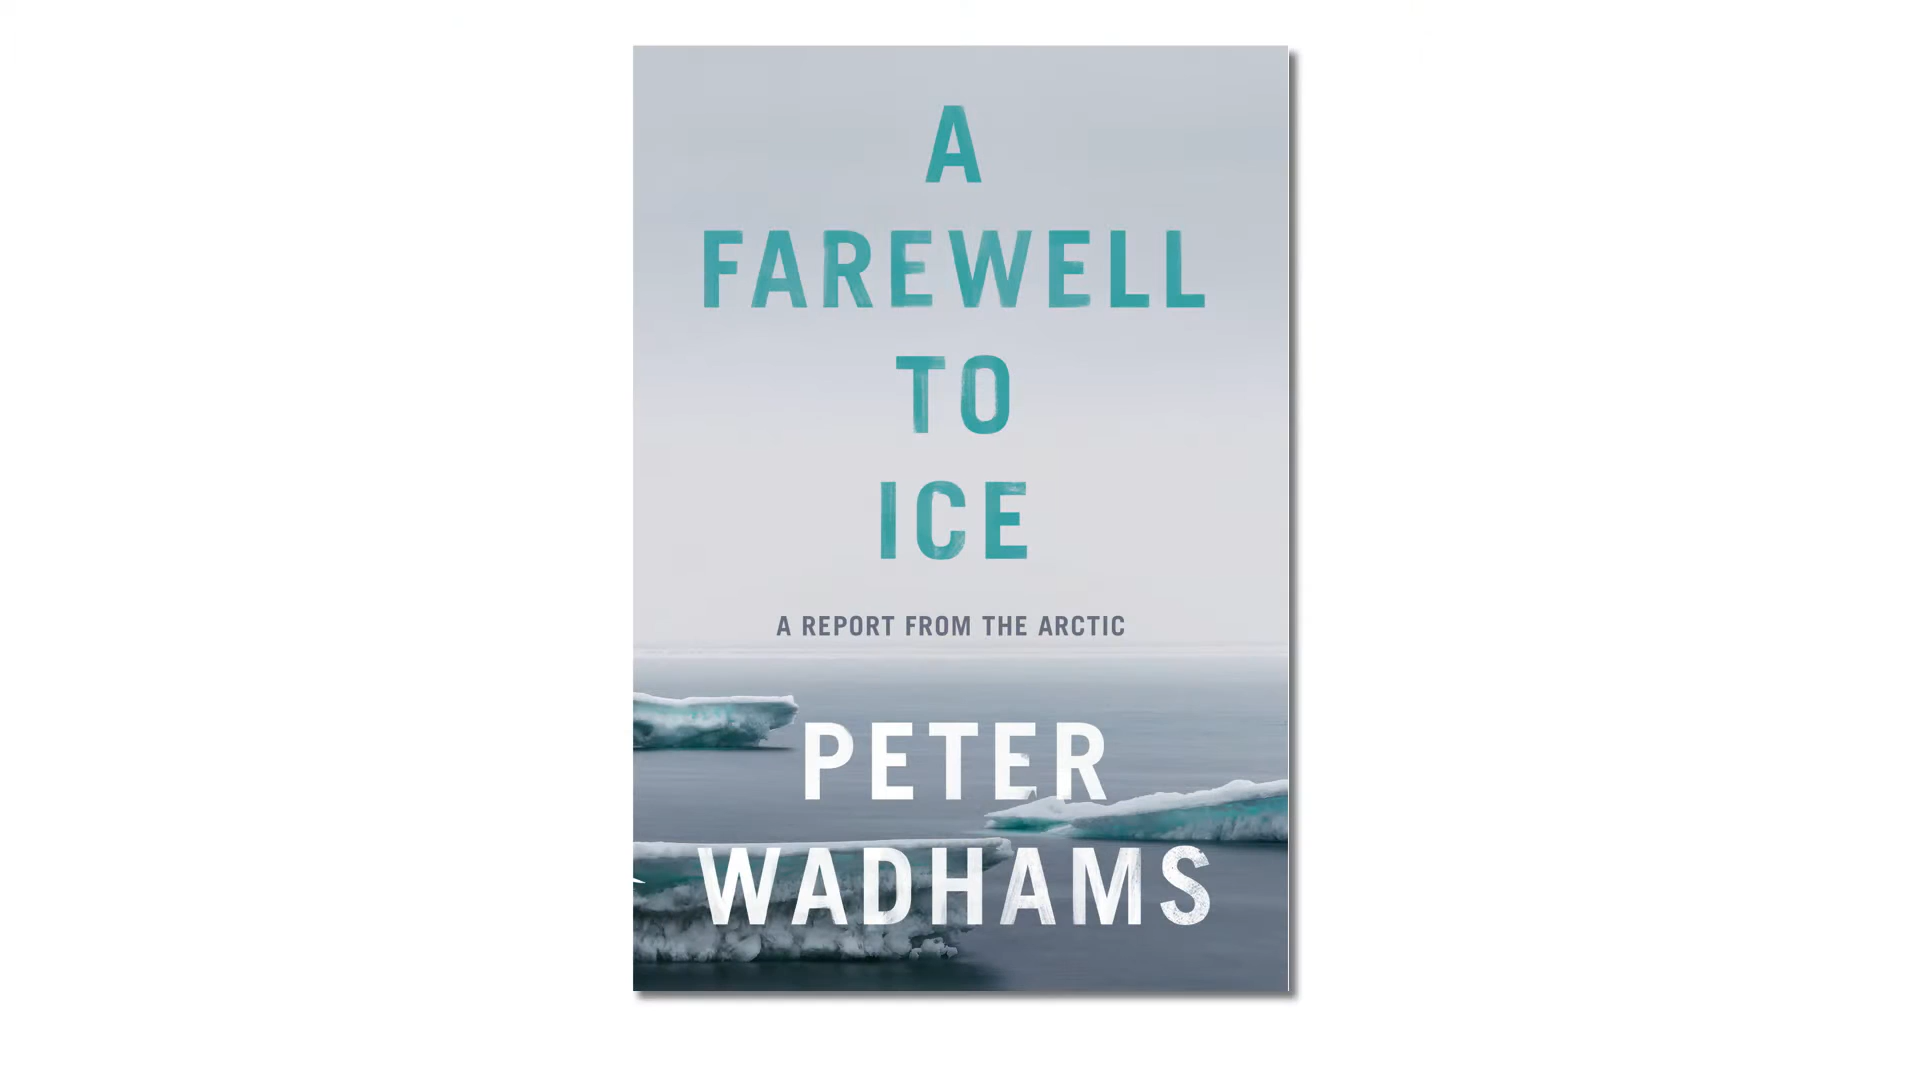 A
FAREWELL
TO
ICE
A REPORT FROM THE ARCTIC
PETER
WADHAMS